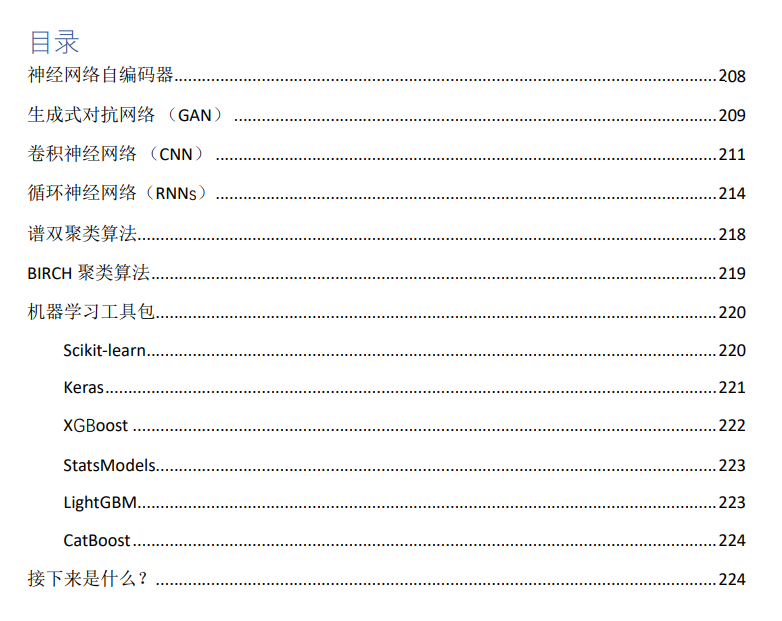 目录
神经网络自编码器.....208
生成式对抗网络 （GAN） .....209
卷积神经网络 （CNN） .....211
循环神经网络（RNNs）.....214
谱双聚类算法.....218
BIRCH 聚类算法.....219
机器学习工具包.....220
Scikit-learn.....220
Keras.....221
XGBoost .....222
StatsModels.....223
LightGBM.....223
CatBoost.....224
接下来是什么？.....224